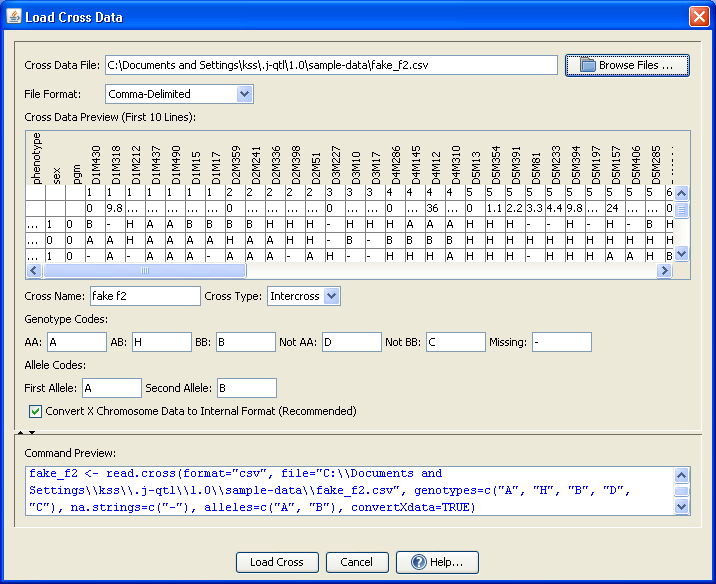 Load Cross Data
Cross Data File: C:\Documents and Settings\kss\.j-qtl\1.0\sample-data\fake_f2.csv Browse Files ...
File Format: Comma-Delimited
Cross Data Preview (First 10 Lines):
phenotype sex pgm D1M430 D1M318 D1M212 D1M437 D1M490 D1M15 D1M17 D2M359 D2M241 D2M336 D2M398 D2M51 D3M227 D3M10 D3M17 D4M286 D4M145 D4M12 D4M310 D5M13 D5M354 D5M391 D5M81 D5M233 D5M394 D5M197 D5M157 D5M406 D5M285
1 1 1 1 1 1 1 2 2 2 2 2 3 3 3 4 4 4 4 5 5 5 5 5 5 5 5 5 5 6
0 9.8 ... ... ... ... ... 0 ... ... ... ... 0 ... ... 0 ... 36 ... 0 1.1 2.2 3.3 4.4 9.8 ... 24 ... ... 0
... 1 0 B - H A A B B B B H H H - H H H A A A H H H - H H - H - B H
... 0 0 A A H A H H H A A H H - B - B B B B H H H H H H H H H H H
... 1 0 - A - A - A A H A A - A H - - H H H A H H H - H H H H A A H B
Cross Name: fake f2 Cross Type: Intercross
Genotype Codes:
AA: A AB: H BB: B Not AA: D Not BB: C Missing: -
Allele Codes:
First Allele: A Second Allele: B
Convert X Chromosome Data to Internal Format (Recommended)
Command Preview:
fake_f2 <- read.cross(format="csv", file="C:\\Documents and
Settings\\kss\\.j-qtl\\1.0\\sample-data\\fake_f2.csv", genotypes=c("A", "H", "B", "D",
"C"), na.strings=c("-"), alleles=c("A", "B"), convertXdata=TRUE)
Load Cross Cancel Help...